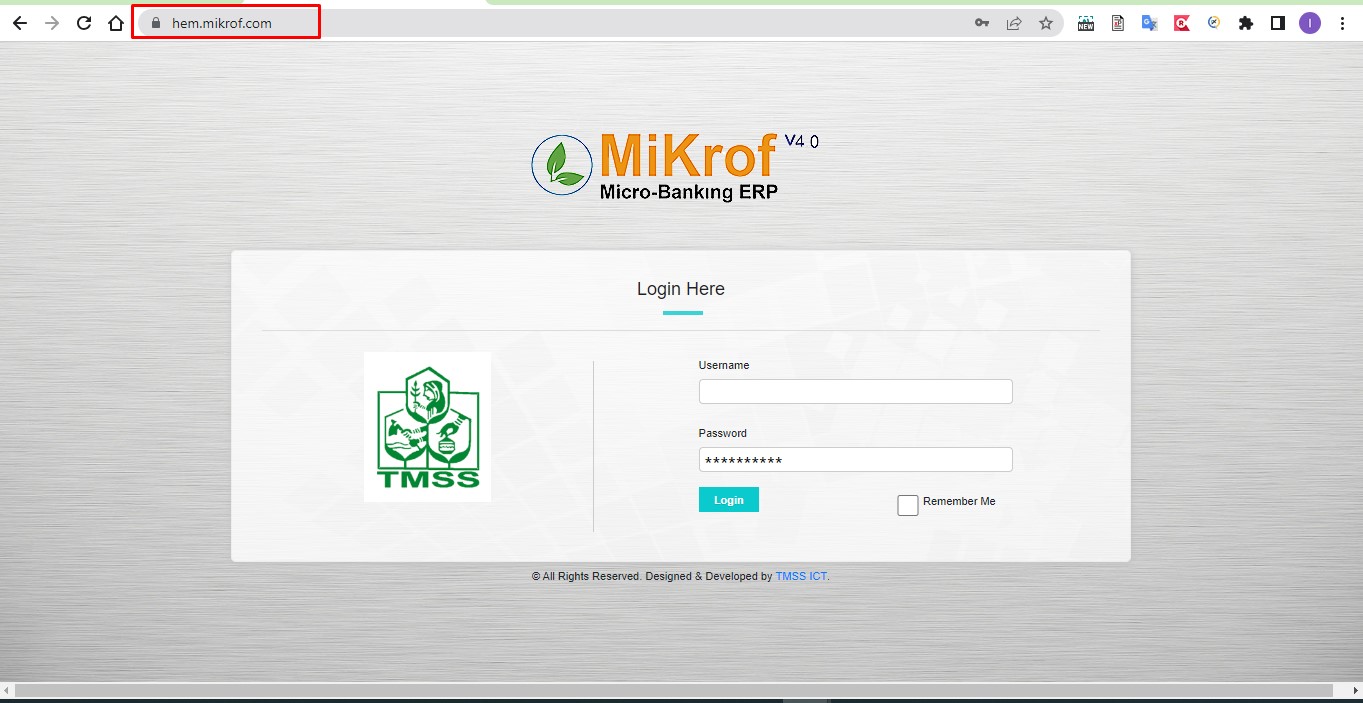 hem.mikrof.com
NEW
MiKrof V4 0
Micro-Banking ERP
Login Here
TMSS
Username
Password
**********
Login
Remember Me
© All Rights Reserved. Designed & Developed by TMSS ICT.